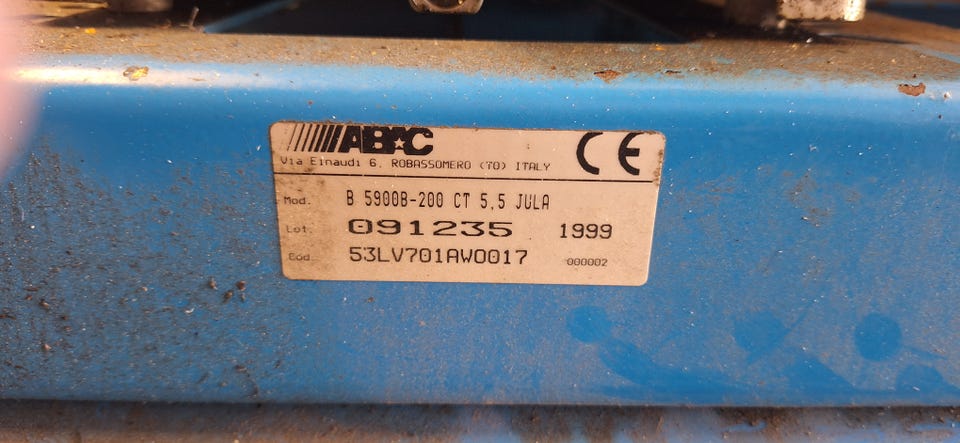 ABAC
Via Einaudi 6, ROBASSOMERO (TO) ITALY
CE
Mod. B 5900B-200 CT 5,5 JULA
Lot. 091235 1999
Cod. 53LV701AW0017 000002